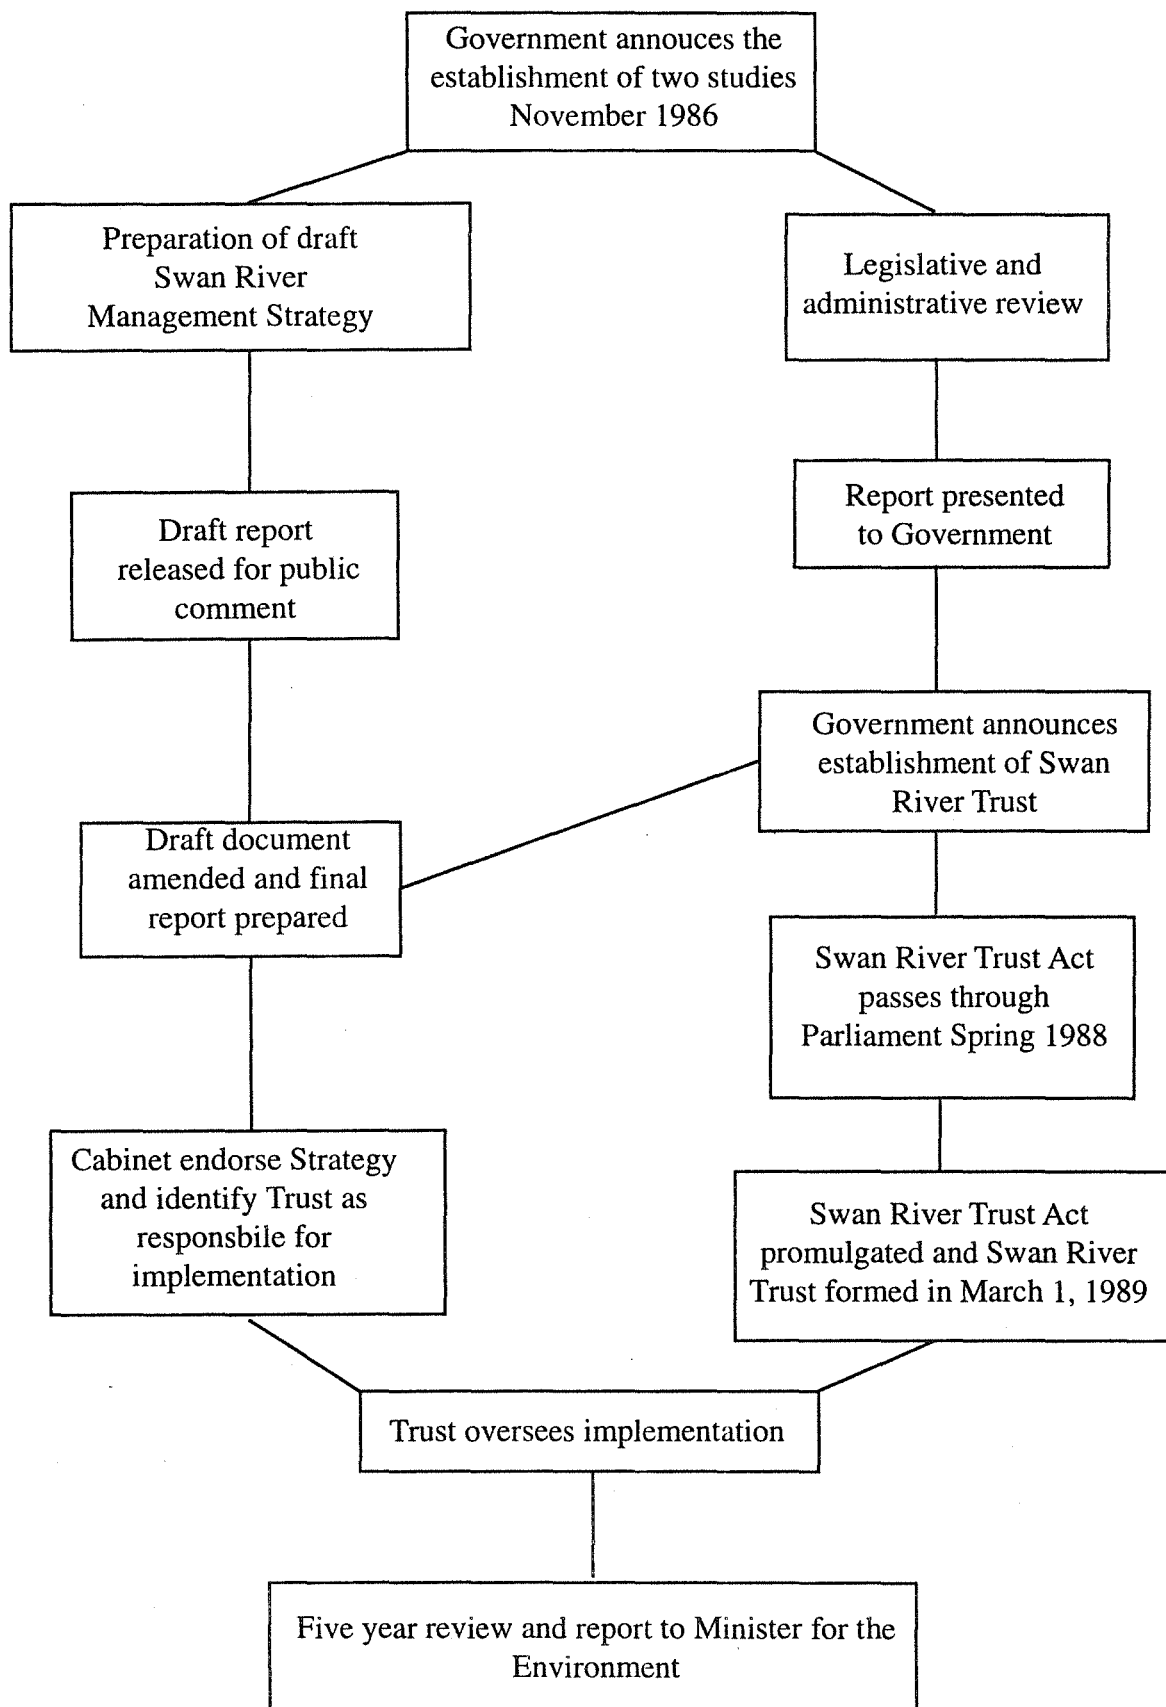 Government annouces the
establishment of two studies
November 1986
Preparation of draft
Swan River
Management Strategy
Legislative and
administrative review
Draft report
released for public
comment
Report presented
to Government
Government announces
establishment of Swan
River Trust
Draft document
amended and final
report prepared
Swan River Trust Act
passes through
Parliament Spring 1988
Cabinet endorse Strategy
and identify Trust as
responsbile for
implementation
Swan River Trust Act
promulgated and Swan River
Trust formed in March 1, 1989
Trust oversees implementation
Five year review and report to Minister for the
Environment